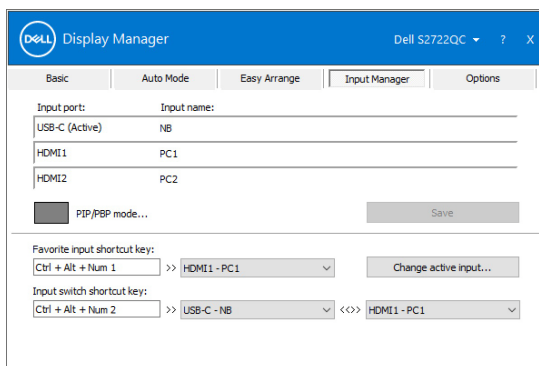 DELL Display Manager Dell S2722QC ? X
Basic Auto Mode Easy Arrange Input Manager Options
Input port: Input name:
USB-C (Active) NB
HDMI1 PC1
HDMI2 PC2
PIP/PBP mode... Save
Favorite input shortcut key:
Ctrl + Alt + Num 1 >> HDMI1 - PC1 Change active input...
Input switch shortcut key:
Ctrl + Alt + Num 2 >> USB-C - NB <<>> HDMI1 - PC1